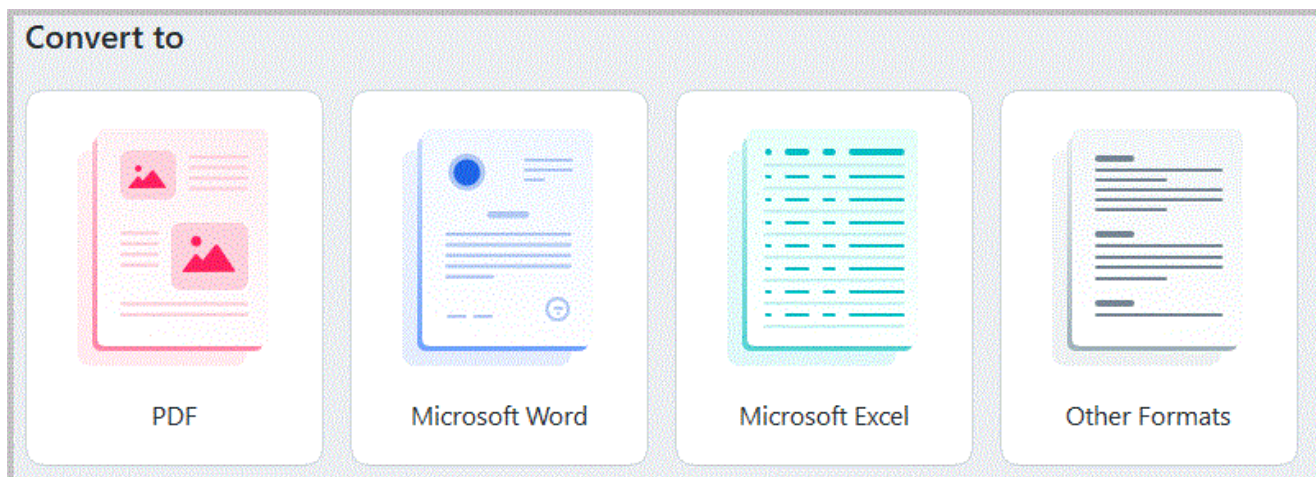 Convert to
PDF
Microsoft Word
Microsoft Excel
Other Formats